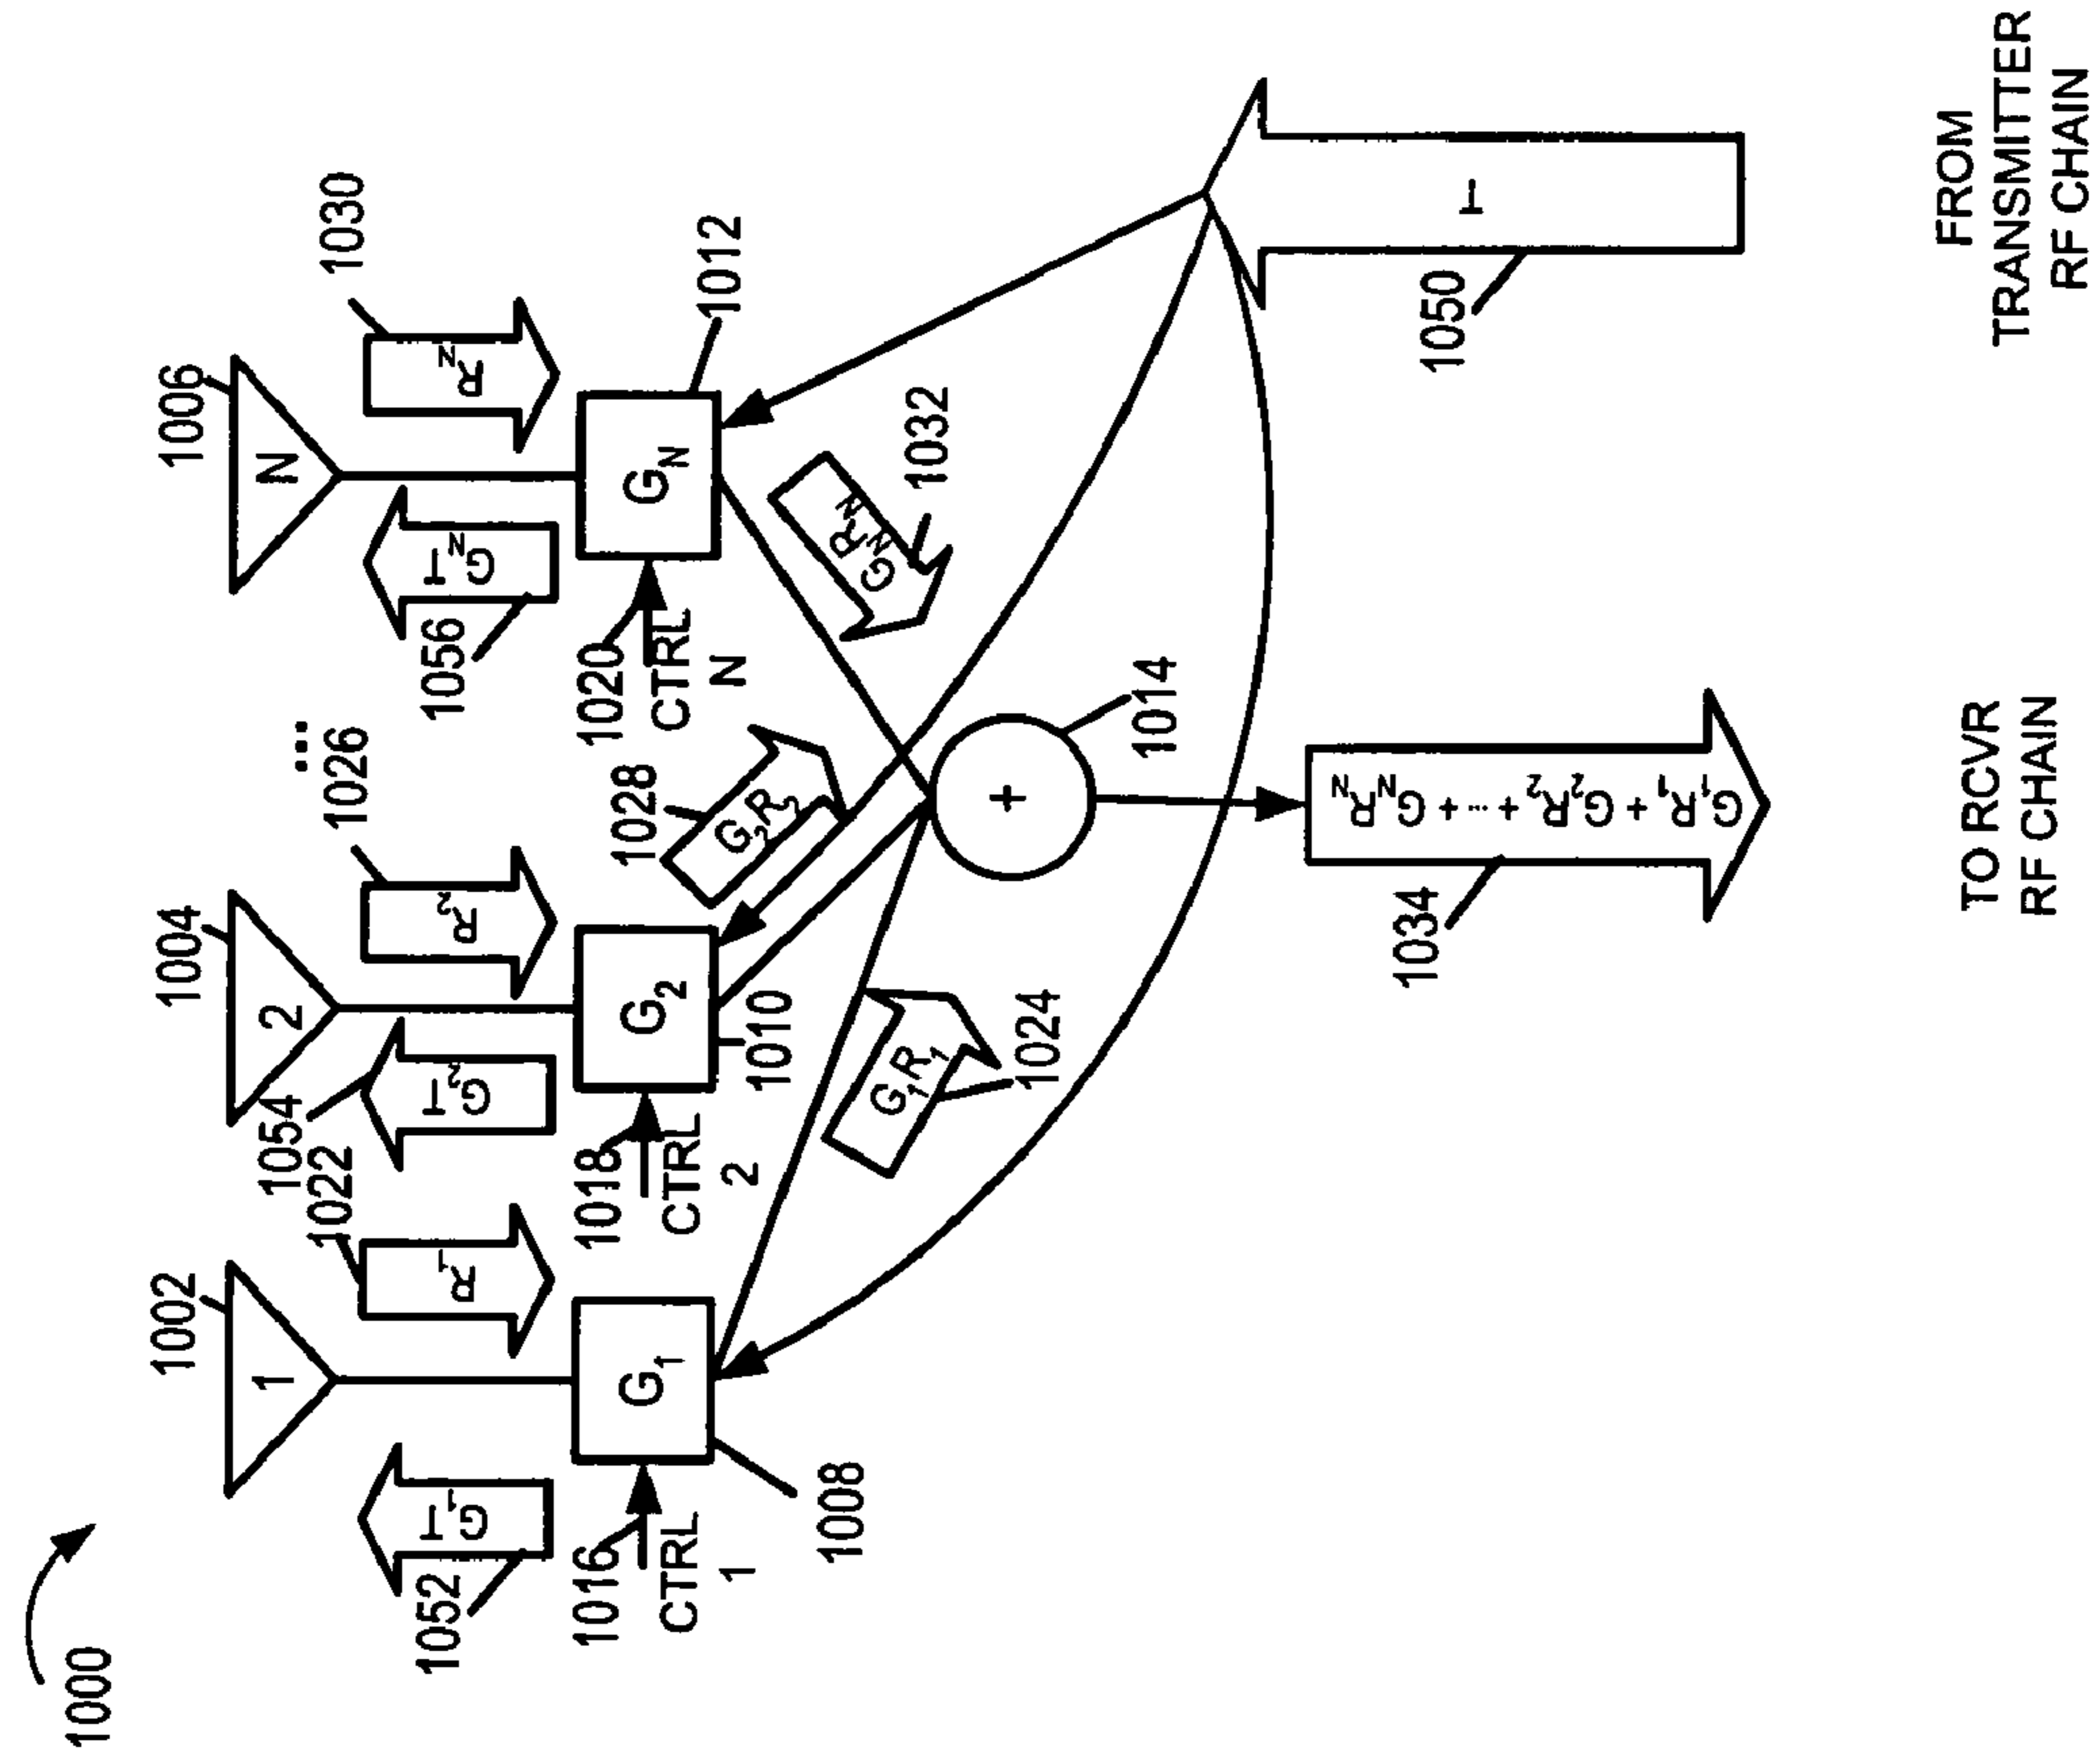 1000
1002
1
1052
G1T
1022
R1
1016
CTRL
1
G1
1008
1004
2
1054
G2T
1026
R2
1018
CTRL
2
G2
1010
...
1006
N
1056
GNT
1030
RN
1020
CTRL
N
GN
1012
1024
G1R1
1028
G2R2
1032
GNRN
+
1014
1034
G1R1 + G2R2 + ... + GNRN
TO RCVR
RF CHAIN
1050
T
FROM
TRANSMITTER
RF CHAIN